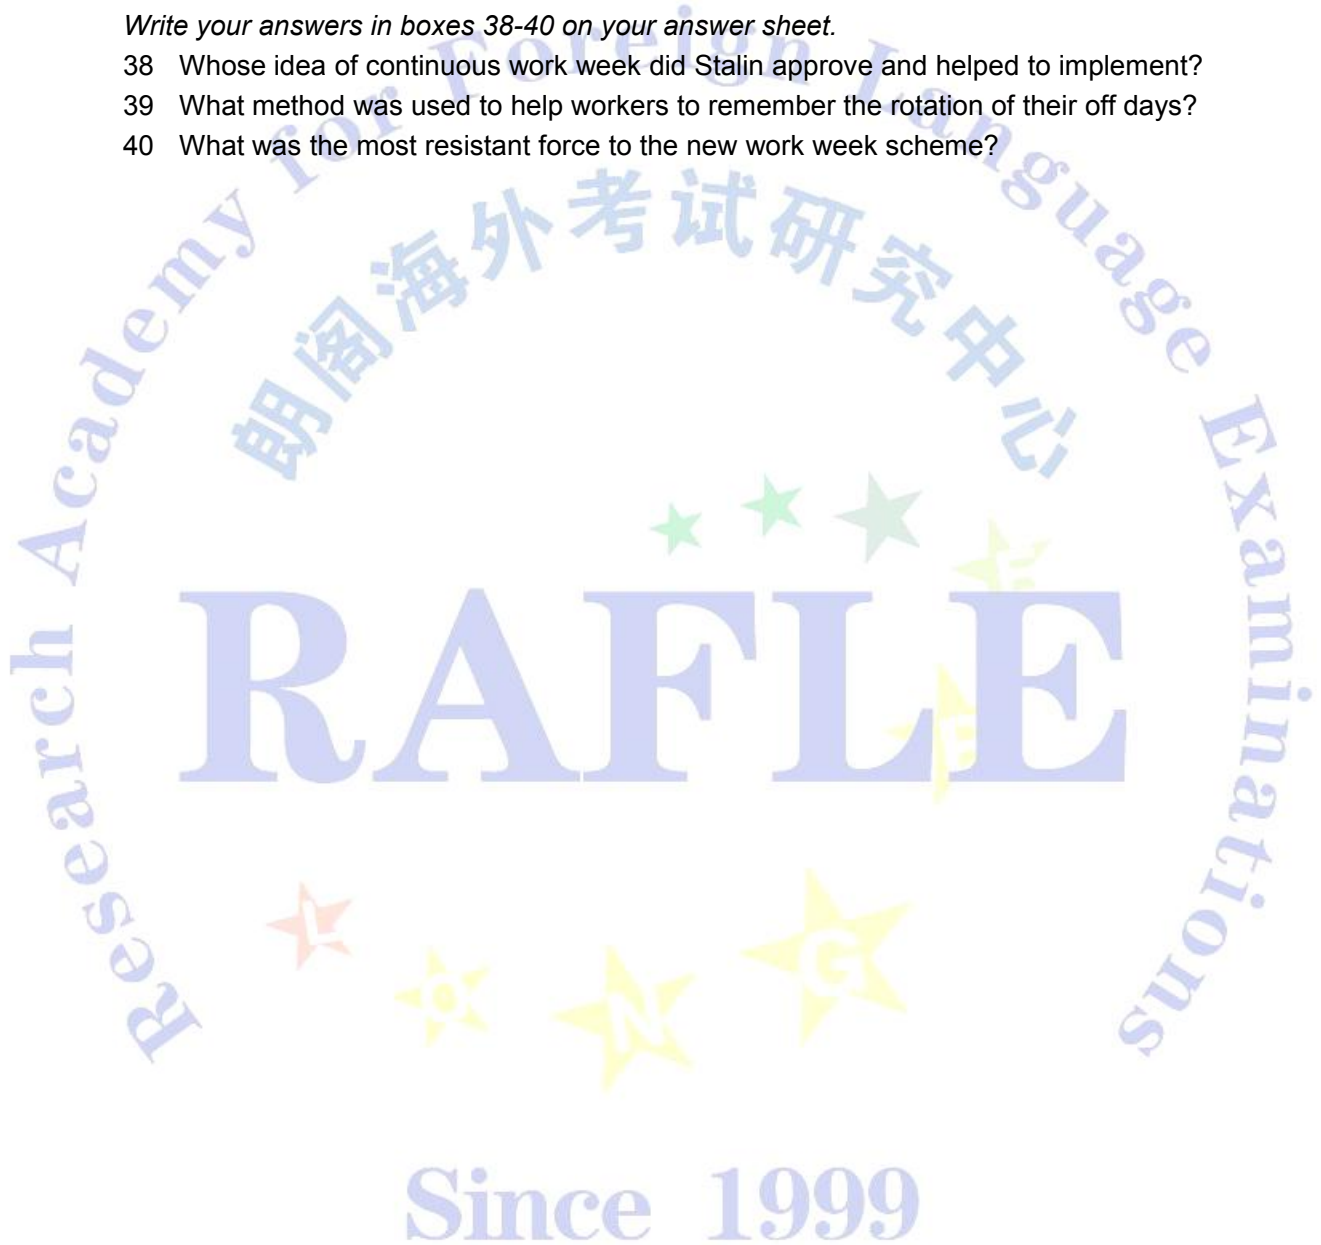 Write your answers in boxes 38-40 on your answer sheet.
38 Whose idea of continuous work week did Stalin approve and helped to implement?
39 What method was used to help workers to remember the rotation of their off days?
40 What was the most resistant force to the new work week scheme?
Research Academy for Foreign Language Examinations
朗阁海外考试研究中心
RAFLE
L O N G
Since 1999